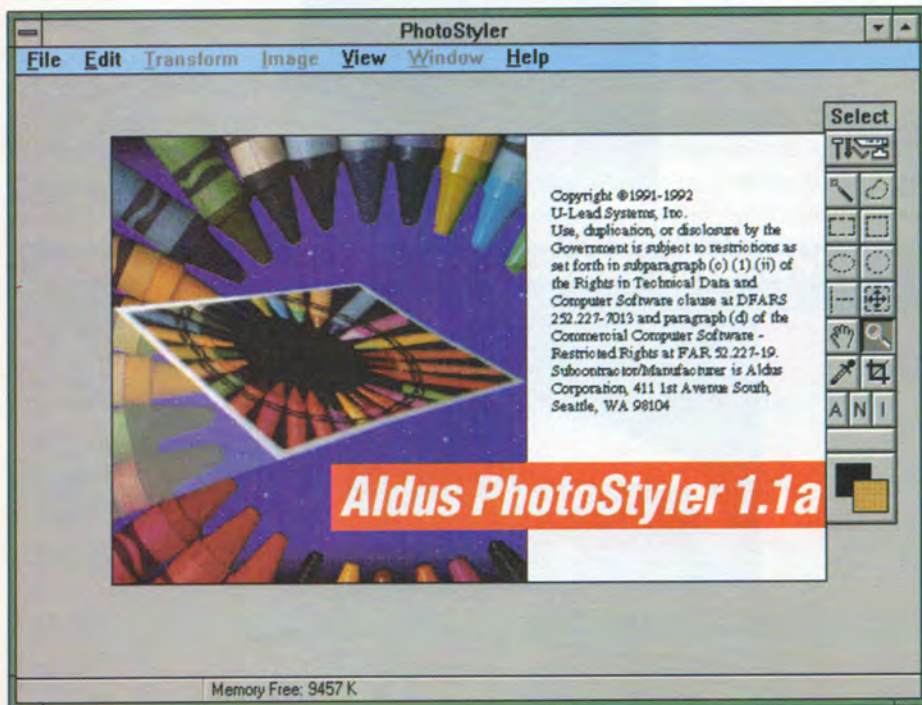 PhotoStyler
File Edit Transform Image View Window Help
Select
Copyright ©1991-1992
U-Lead Systems, Inc.
Use, duplication, or disclosure by the
Government is subject to restrictions as
set forth in subparagraph (c) (1) (ii) of
the Rights in Technical Data and
Computer Software clause at DFARS
252.227-7013 and paragraph (d) of the
Commercial Computer Software -
Restricted Rights at FAR 52.227-19.
Subcontractor/Manufacturer is Aldus
Corporation, 411 1st Avenue South,
Seattle, WA 98104
A N I
Aldus PhotoStyler 1.1a
Memory Free: 9457 K